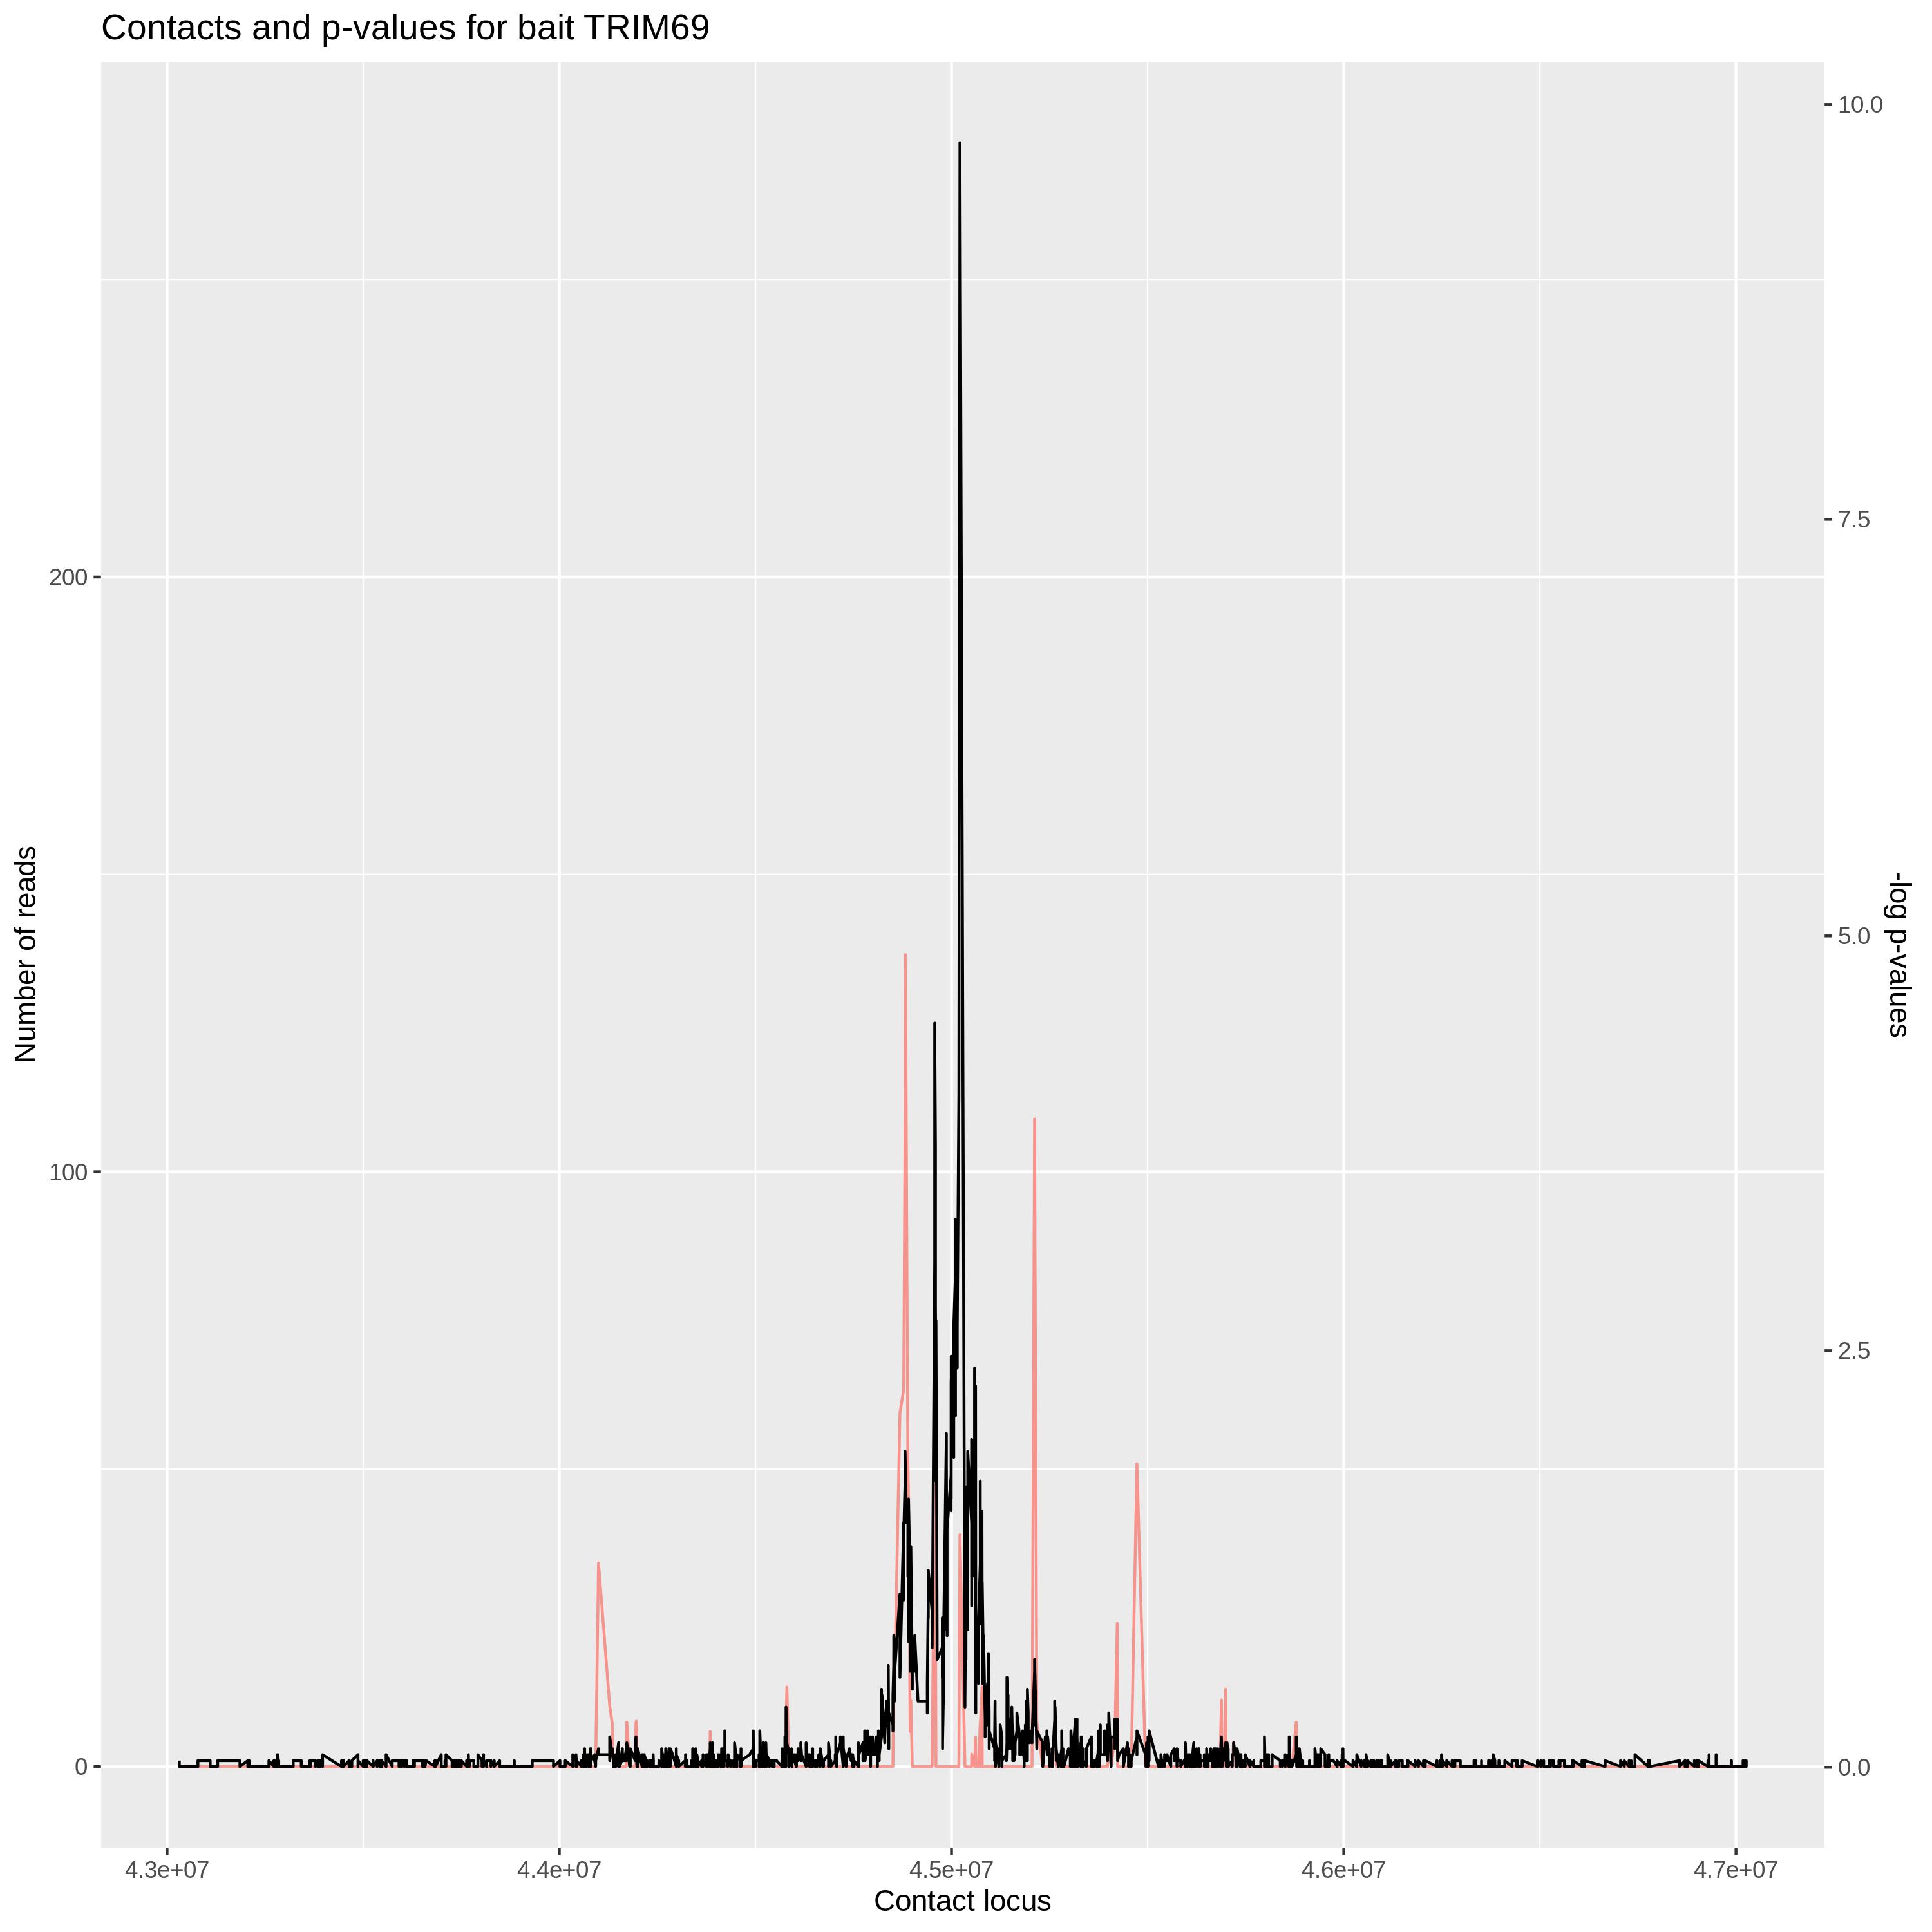 Contacts and p-values for bait TRIM69
Number of reads
200
100
0
10.0
7.5
5.0
2.5
0.0
-log p-values
4.3e+07
4.4e+07
4.5e+07
4.6e+07
4.7e+07
Contact locus